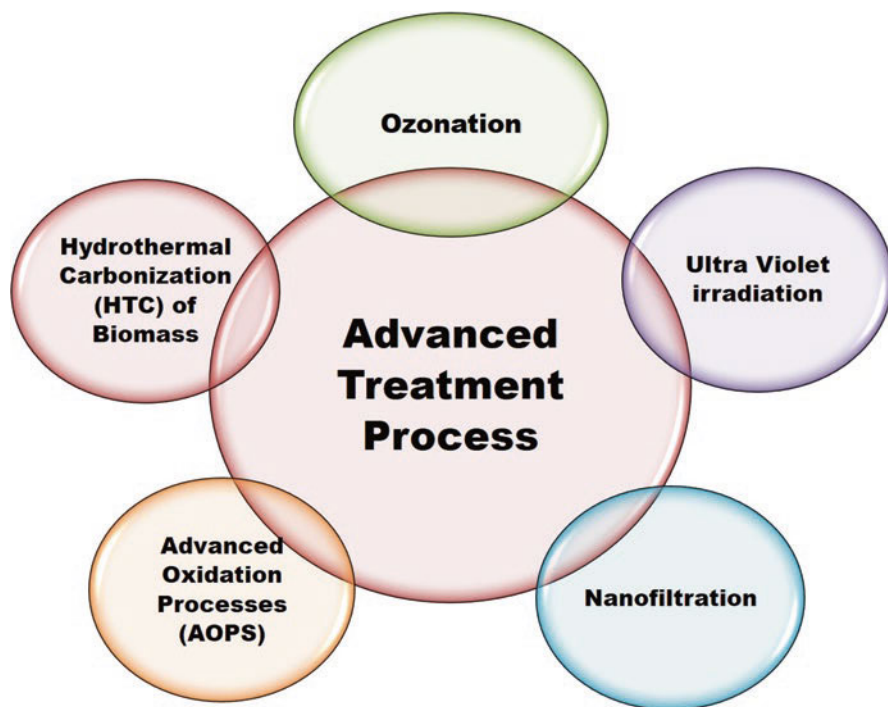 Ozonation
Hydrothermal
Carbonization
(HTC) of
Biomass
Ultra Violet
irradiation
Advanced
Treatment
Process
Advanced
Oxidation
Processes
(AOPS)
Nanofiltration